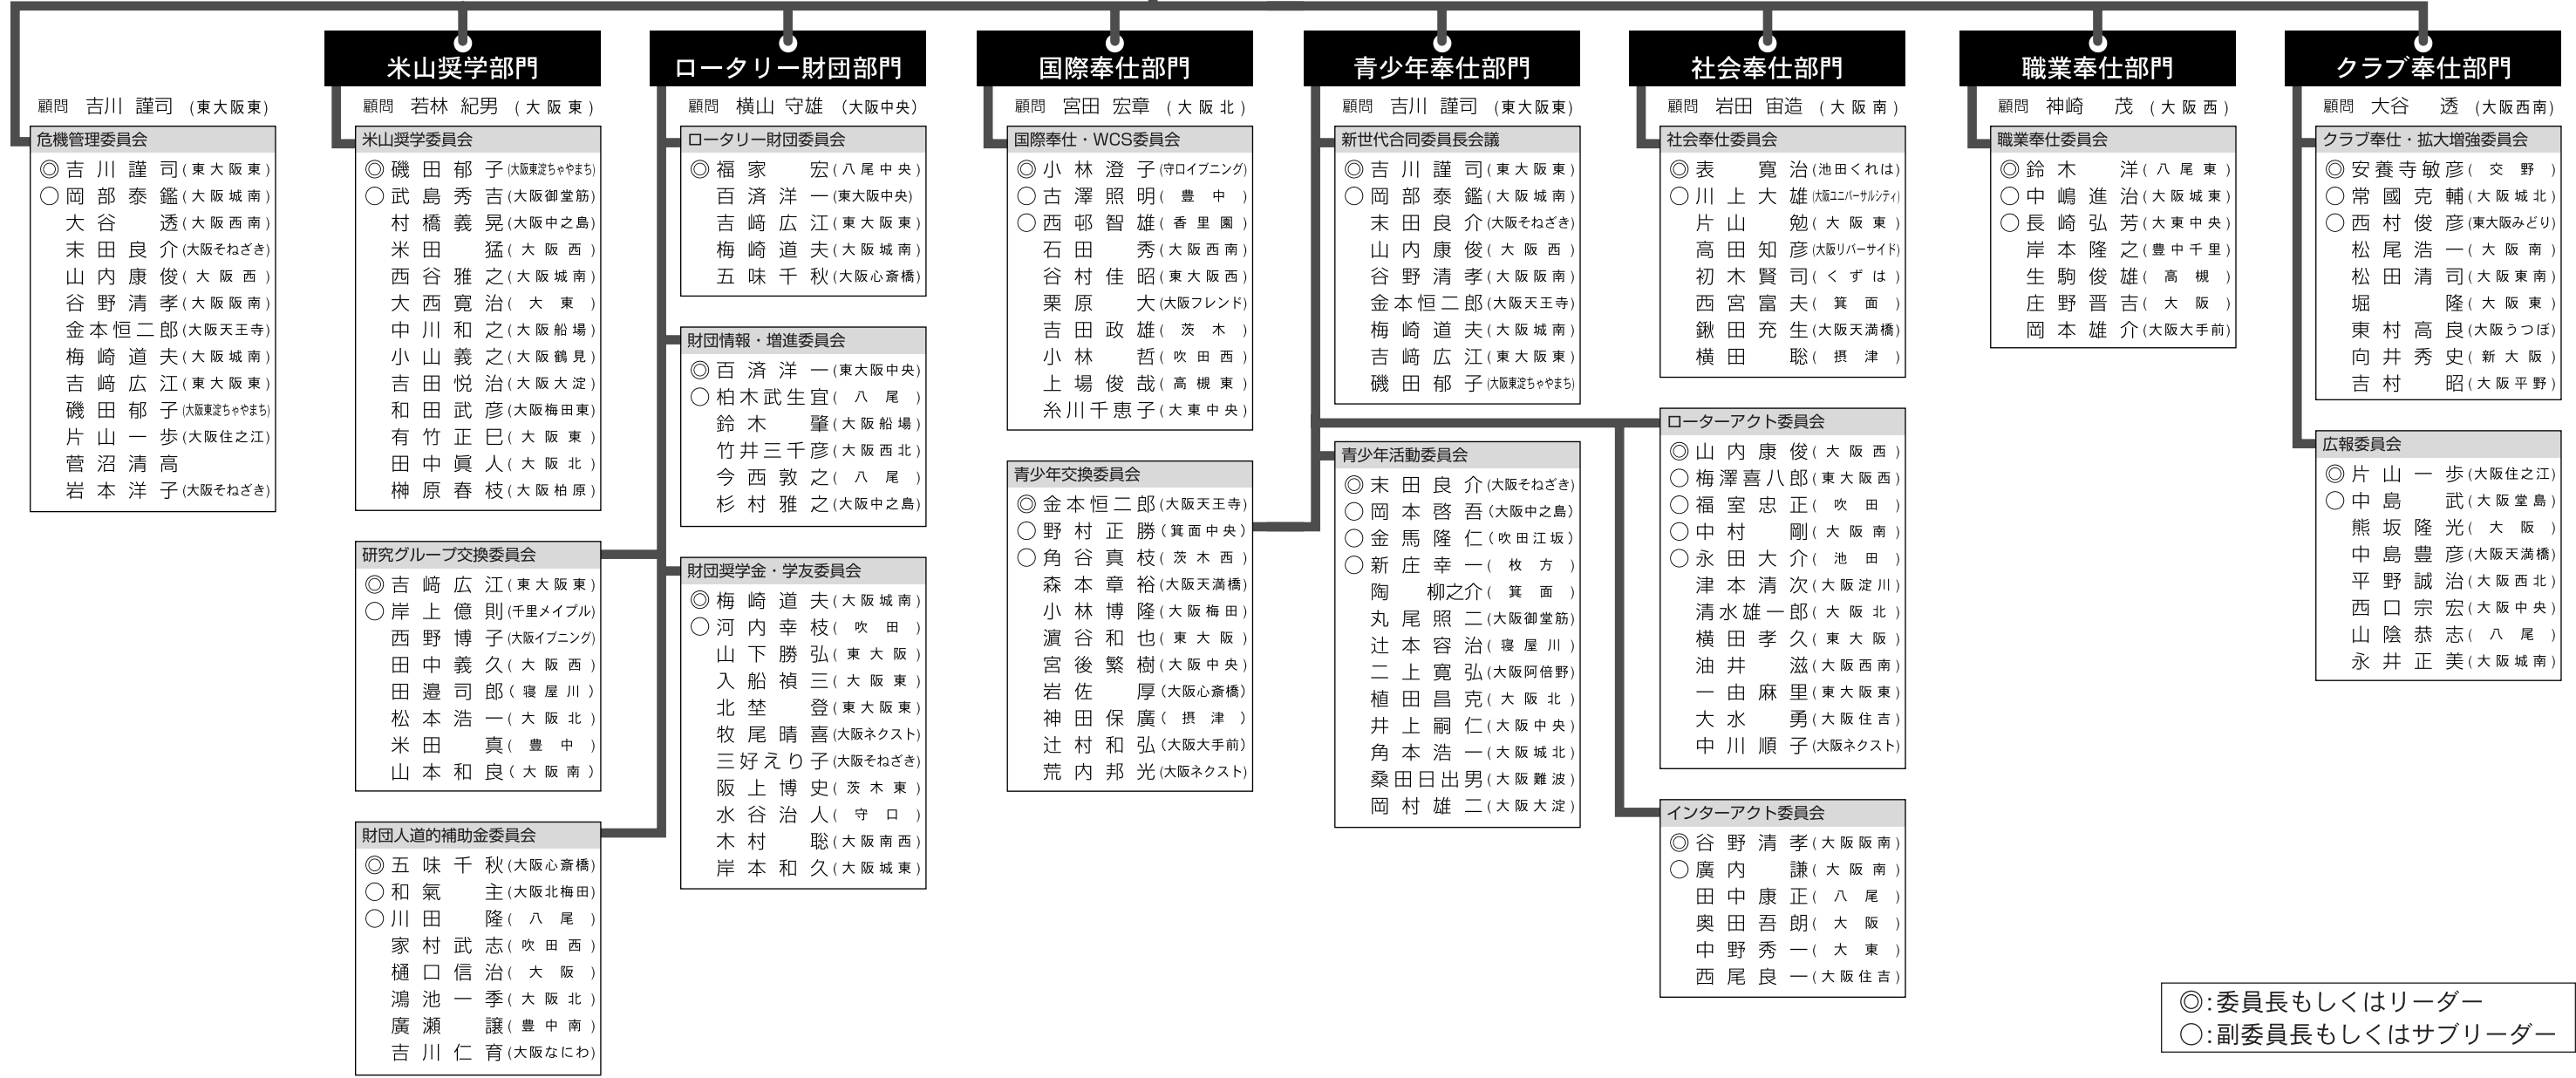 顧問 吉川 謹司 (東大阪東)
危機管理委員会
◎吉川謹司(東大阪東)
○岡部泰鑑(大阪城南)
大谷透(大阪西南)
末田良介(大阪そねざき)
山内康俊(大阪西)
谷野清孝(大阪阪南)
金本恒二郎(大阪天王寺)
梅崎道夫(大阪城南)
吉﨑広江(東大阪東)
磯田郁子(大阪東淀ちゃやまち)
片山一歩(大阪住之江)
菅沼清高
岩本洋子(大阪そねざき)
米山奨学部門
顧問 若林 紀男 (大阪東)
米山奨学委員会
◎磯田郁子(大阪東淀ちゃやまち)
○武島秀吉(大阪御堂筋)
村橋義晃(大阪中之島)
米田猛(大阪西)
西谷雅之(大阪城南)
大西寛治(大東)
中川和之(大阪船場)
小山義之(大阪鶴見)
吉田悦治(大阪大淀)
和田武彦(大阪梅田東)
有竹正巳(大阪東)
田中眞人(大阪北)
榊原春枝(大阪柏原)
研究グループ交換委員会
◎吉﨑広江(東大阪東)
○岸上億則(千里メイプル)
西野博子(大阪イブニング)
田中義久(大阪西)
田邉司郎(寝屋川)
松本浩一(大阪北)
米田真(豊中)
山本和良(大阪南)
財団人道的補助金委員会
◎五味千秋(大阪心斎橋)
○和氣主(大阪北梅田)
○川田隆(八尾)
家村武志(吹田西)
樋口信治(大阪)
鴻池一季(大阪北)
廣瀬譲(豊中南)
吉川仁育(大阪なにわ)
ロータリー財団部門
顧問 横山 守雄 (大阪中央)
ロータリー財団委員会
◎福家宏(八尾中央)
百済洋一(東大阪中央)
吉﨑広江(東大阪東)
梅崎道夫(大阪城南)
五味千秋(大阪心斎橋)
財団情報・増進委員会
◎百済洋一(東大阪中央)
○柏木武生宜(八尾)
鈴木肇(大阪船場)
竹井三千彦(大阪西北)
今西敦之(八尾)
杉村雅之(大阪中之島)
財団奨学金・学友委員会
◎梅崎道夫(大阪城南)
○河内幸枝(吹田)
山下勝弘(東大阪)
入船禎三(大阪東)
北埜登(東大阪東)
牧尾晴喜(大阪ネクスト)
三好えり子(大阪そねざき)
阪上博史(茨木東)
水谷治人(守口)
木村聡(大阪南西)
岸本和久(大阪城東)
国際奉仕部門
顧問 宮田 宏章 (大阪北)
国際奉仕・WCS委員会
◎小林澄子(守口イブニング)
○古澤照明(豊中)
○西邨智雄(香里園)
石田秀(大阪西南)
谷村佳昭(東大阪西)
栗原大(大阪フレンド)
吉田政雄(茨木)
小林哲(吹田西)
上場俊哉(高槻東)
糸川千恵子(大東中央)
青少年交換委員会
◎金本恒二郎(大阪天王寺)
○野村正勝(箕面中央)
○角谷真枝(茨木西)
森本章裕(大阪天満橋)
小林博隆(大阪梅田)
濵谷和也(東大阪)
宮後繁樹(大阪中央)
岩佐厚(大阪心斎橋)
神田保廣(摂津)
辻村和弘(大阪大手前)
荒内邦光(大阪ネクスト)
青少年奉仕部門
顧問 吉川 謹司 (東大阪東)
新世代合同委員長会議
◎吉川謹司(東大阪東)
○岡部泰鑑(大阪城南)
末田良介(大阪そねざき)
山内康俊(大阪西)
谷野清孝(大阪阪南)
金本恒二郎(大阪天王寺)
梅崎道夫(大阪城南)
吉﨑広江(東大阪東)
磯田郁子(大阪東淀ちゃやまち)
青少年活動委員会
◎末田良介(大阪そねざき)
○岡本啓吾(大阪中之島)
○金馬隆仁(吹田江坂)
○新庄幸一(枚方)
陶柳之介(箕面)
丸尾照二(大阪御堂筋)
辻本容治(寝屋川)
二上寛弘(大阪阿倍野)
植田昌克(大阪北)
井上嗣仁(大阪中央)
角本浩一(大阪城北)
桑田日出男(大阪難波)
岡村雄二(大阪大淀)
社会奉仕部門
顧問 岩田 宙造 (大阪南)
社会奉仕委員会
◎表寛治(池田くれは)
○川上大雄(大阪ユニバーサルシティ)
片山勉(大阪東)
高田知彦(大阪リバーサイド)
初木賢司(くずは)
西宮富夫(箕面)
鍬田充生(大阪天満橋)
横田聡(摂津)
ローターアクト委員会
◎山内康俊(大阪西)
○梅澤喜八郎(東大阪西)
○福室忠正(吹田)
○中村剛(大阪南)
○永田大介(池田)
津本清次(大阪淀川)
清水雄一郎(大阪北)
横田孝久(東大阪)
油井滋(大阪西南)
一由麻里(東大阪東)
大水勇(大阪住吉)
中川順子(大阪ネクスト)
インターアクト委員会
◎谷野清孝(大阪阪南)
○廣内謙(大阪南)
田中康正(八尾)
奥田吾朗(大阪)
中野秀一(大東)
西尾良一(大阪住吉)
職業奉仕部門
顧問 神崎 茂 (大阪西)
職業奉仕委員会
◎鈴木洋(八尾東)
○中嶋進治(大阪城東)
○長崎弘芳(大東中央)
岸本隆之(豊中千里)
生駒俊雄(高槻)
庄野晋吉(大阪)
岡本雄介(大阪大手前)
クラブ奉仕部門
顧問 大谷 透 (大阪西南)
クラブ奉仕・拡大増強委員会
◎安養寺敏彦(交野)
○常國克輔(大阪城北)
○西村俊彦(東大阪みどり)
松尾浩一(大阪南)
松田清司(大阪東南)
堀隆(大阪東)
東村高良(大阪うつぼ)
向井秀史(新大阪)
吉村昭(大阪平野)
広報委員会
◎片山一歩(大阪住之江)
○中島武(大阪堂島)
熊坂隆光(大阪)
中島豊彦(大阪天満橋)
平野誠治(大阪西北)
西口宗宏(大阪中央)
山陰恭志(八尾)
永井正美(大阪城南)
◎:委員長もしくはリーダー
○:副委員長もしくはサブリーダー